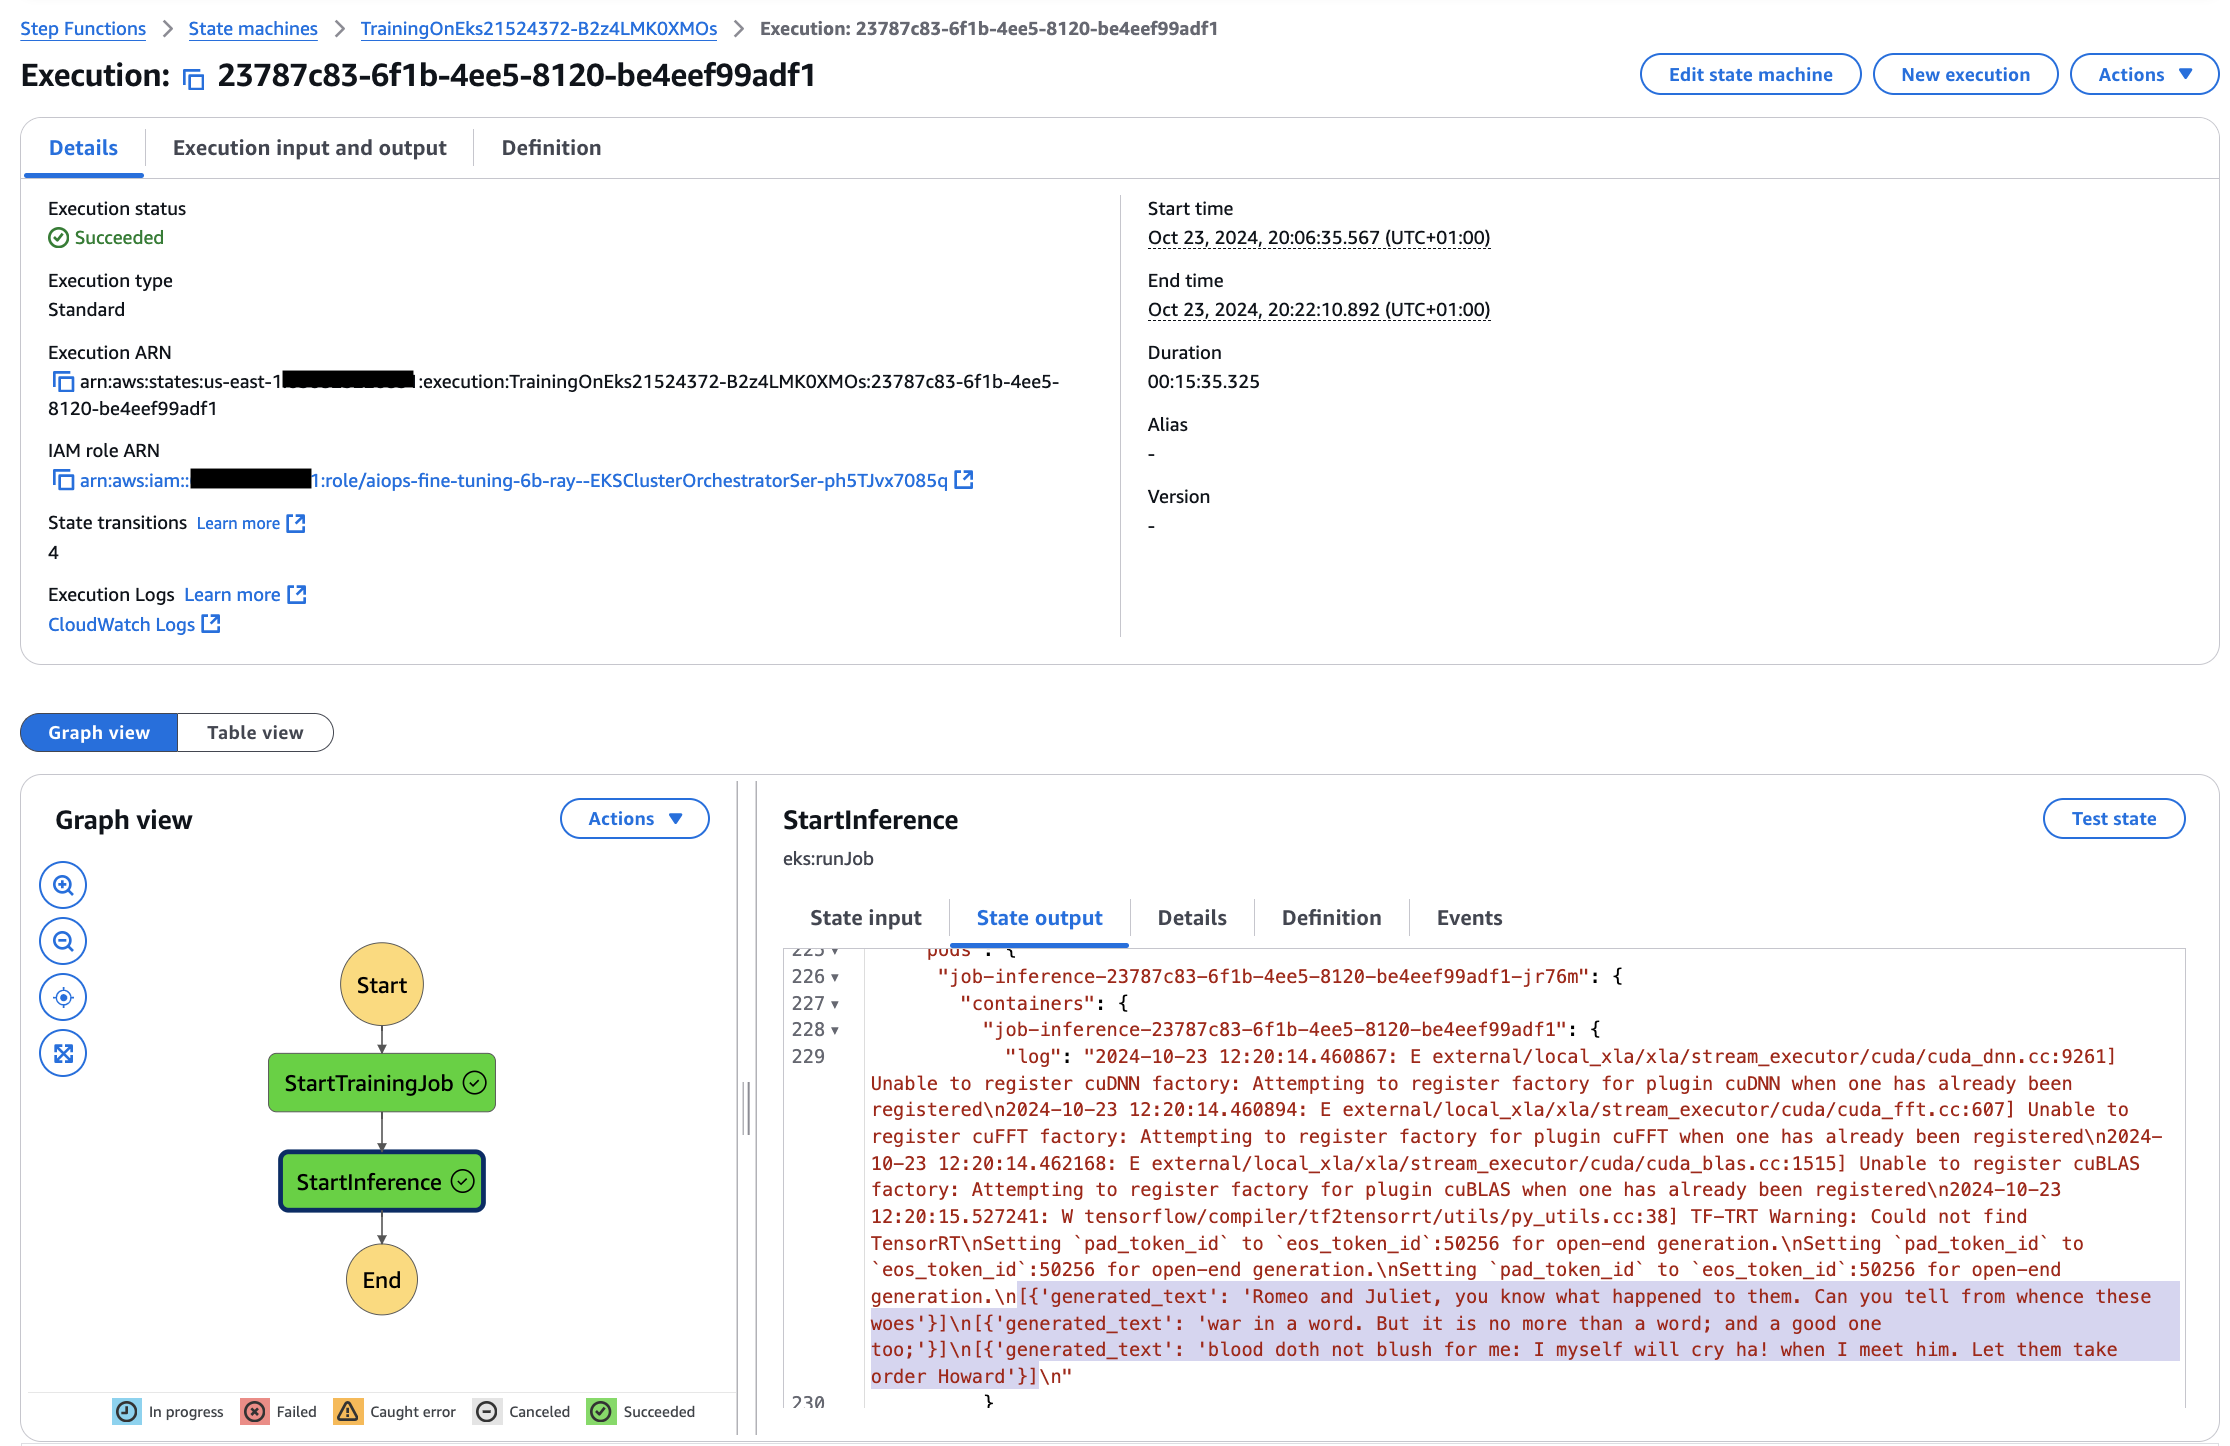 Step Functions > State machines > TrainingOnEks21524372-B2z4LMK0XMOs > Execution: 23787c83-6f1b-4ee5-8120-be4eef99adf1
Execution: 23787c83-6f1b-4ee5-8120-be4eef99adf1
Edit state machine
New execution
Actions
Details
Execution input and output
Definition
Execution status
Succeeded
Execution type
Standard
Execution ARN
arn:aws:states:us-east-1 :execution:TrainingOnEks21524372-B2z4LMK0XMOs:23787c83-6f1b-4ee5-
8120-be4eef99adf1
IAM role ARN
arn:aws:iam:: 1:role/aiops-fine-tuning-6b-ray--EKSClusterOrchestratorSer-ph5TJvx7085q
State transitions Learn more
4
Execution Logs Learn more
CloudWatch Logs
Start time
Oct 23, 2024, 20:06:35.567 (UTC+01:00)
End time
Oct 23, 2024, 20:22:10.892 (UTC+01:00)
Duration
00:15:35.325
Alias
-
Version
-
Graph view
Table view
Graph view
Actions
Start
StartTrainingJob
StartInference
End
In progress
Failed
Caught error
Canceled
Succeeded
StartInference
Test state
eks:runJob
State input
State output
Details
Definition
Events
225 pods": {
226 "job-inference-23787c83-6f1b-4ee5-8120-be4eef99adf1-jr76m": {
227 "containers": {
228 "job-inference-23787c83-6f1b-4ee5-8120-be4eef99adf1": {
229 "log": "2024-10-23 12:20:14.460867: E external/local_xla/xla/stream_executor/cuda/cuda_dnn.cc:9261]
Unable to register cuDNN factory: Attempting to register factory for plugin cuDNN when one has already been
registered\n2024-10-23 12:20:14.460894: E external/local_xla/xla/stream_executor/cuda/cuda_fft.cc:607] Unable to
register cuFFT factory: Attempting to register factory for plugin cuFFT when one has already been registered\n2024-
10-23 12:20:14.462168: E external/local_xla/xla/stream_executor/cuda/cuda_blas.cc:1515] Unable to register cuBLAS
factory: Attempting to register factory for plugin cuBLAS when one has already been registered\n2024-10-23
12:20:15.527241: W tensorflow/compiler/tf2tensorrt/utils/py_utils.cc:38] TF-TRT Warning: Could not find
TensorRT\nSetting `pad_token_id` to `eos_token_id`:50256 for open-end generation.\nSetting `pad_token_id` to
`eos_token_id`:50256 for open-end generation.\nSetting `pad_token_id` to `eos_token_id`:50256 for open-end
generation.\n[{'generated_text': 'Romeo and Juliet, you know what happened to them. Can you tell from whence these
woes'}]\n[{'generated_text': 'war in a word. But it is no more than a word; and a good one
too;'}]\n[{'generated_text': 'blood doth not blush for me: I myself will cry ha! when I meet him. Let them take
order Howard'}]\n"
230 }